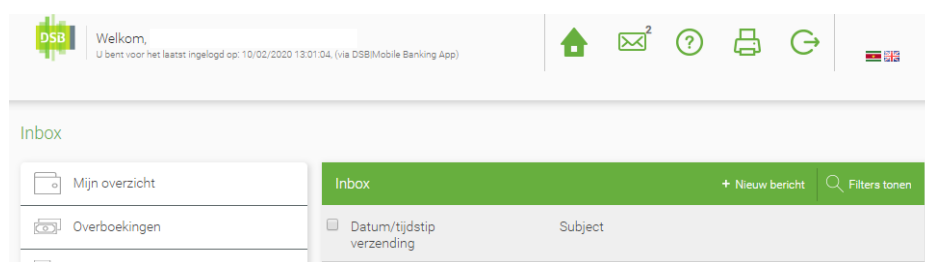 DSB
Welkom,
U bent voor het laatst ingelogd op: 10/02/2020 13:01:04, (via DSB|Mobile Banking App)
2
?
Inbox
Mijn overzicht
Overboekingen
Inbox
+ Nieuw bericht
Filters tonen
Datum/tijdstip
verzending
Subject